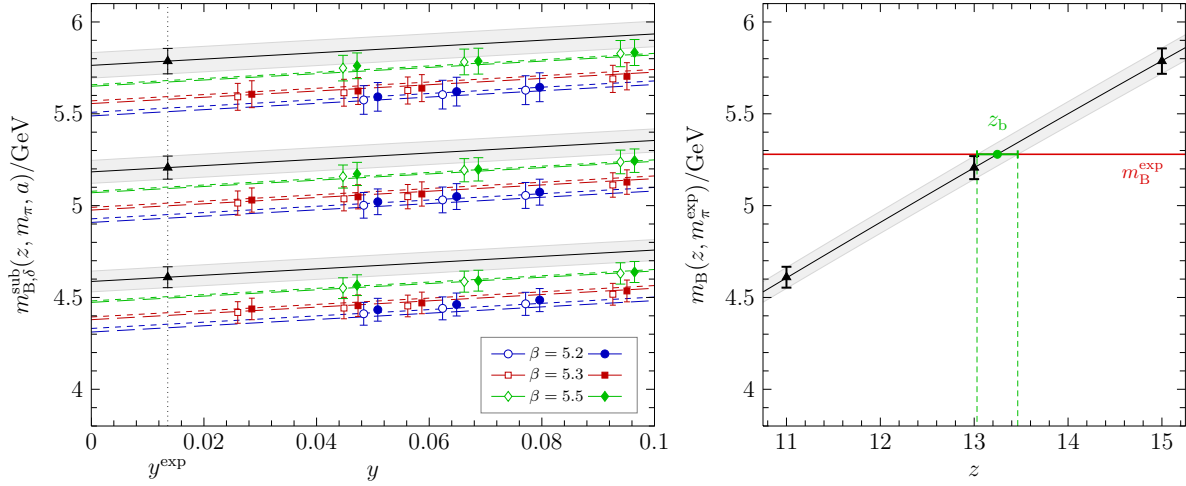 6
5.5
5
4.5
4
m_{B,δ}^{sub}(z, m_π, a)/GeV
0 0.02 0.04 0.06 0.08 0.1
y^{exp} y
β = 5.2
β = 5.3
β = 5.5
6
5.5
5
4.5
4
m_B(z, m_π^{exp})/GeV
z_b
m_B^{exp}
11 12 13 14 15
z